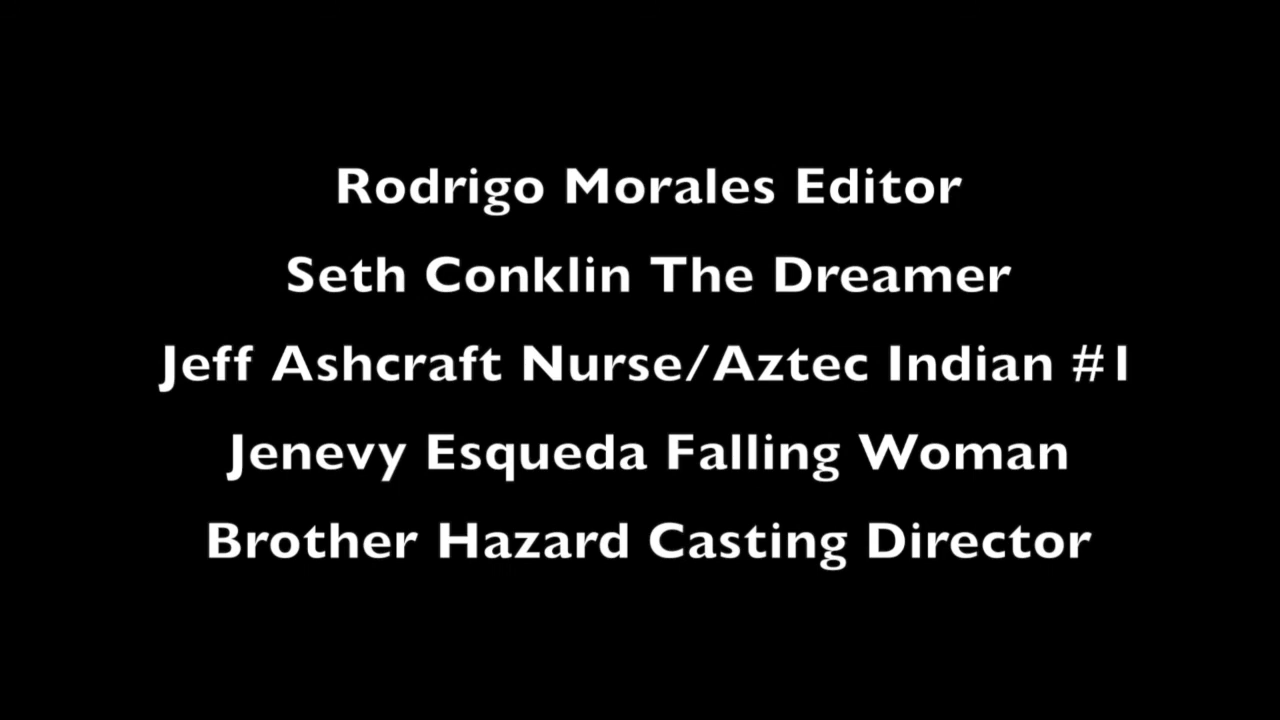 Rodrigo Morales Editor
Seth Conklin The Dreamer
Jeff Ashcraft Nurse/Aztec Indian #1
Jenevy Esqueda Falling Woman
Brother Hazard Casting Director